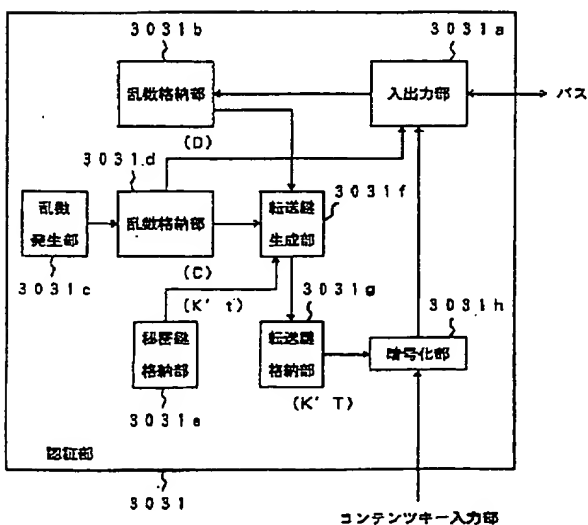 3031b
3031a
乱数格納部
入出力部
バス
(D)
3031d
3031f
乱数
発生部
乱数格納部
転送鍵
生成部
3031c
(C)
3031g
(K't)
3031h
秘密鍵
格納部
転送鍵
格納部
暗号化部
3031e
(K'T)
認証部
3031
コンテンツキー入力部